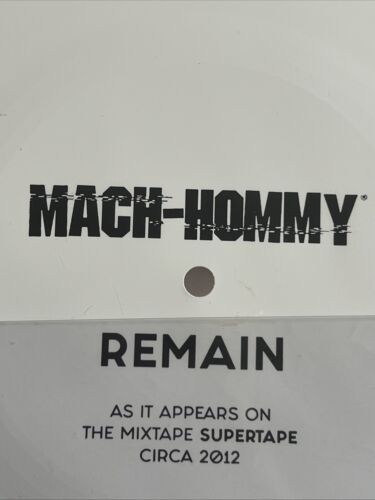 MACH-HOMMY®
REMAIN
AS IT APPEARS ON
THE MIXTAPE SUPERTAPE
CIRCA 2012